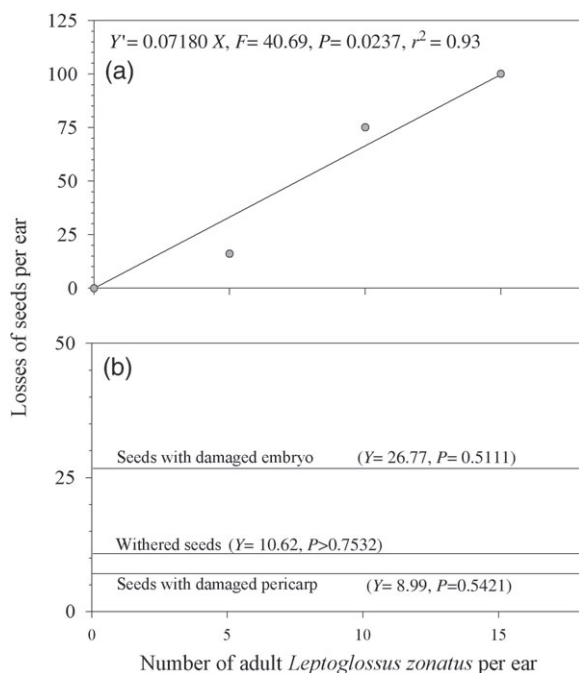 125
Y'= 0.07180 X, F= 40.69, P= 0.0237, r² = 0.93
(a)
100
75
50
25
0
Losses of seeds per ear
50
(b)
Seeds with damaged embryo (Y= 26.77, P= 0.5111)
25
Withered seeds (Y= 10.62, P>0.7532)
Seeds with damaged pericarp (Y= 8.99, P=0.5421)
0
0 5 10 15
Number of adult Leptoglossus zonatus per ear